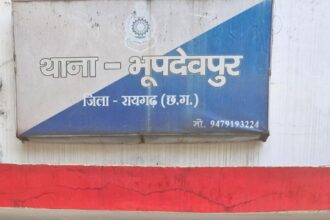 थाना - भूपदेवपुर
जिला - रायगढ़ (छ.ग.)
मो. 9479193224